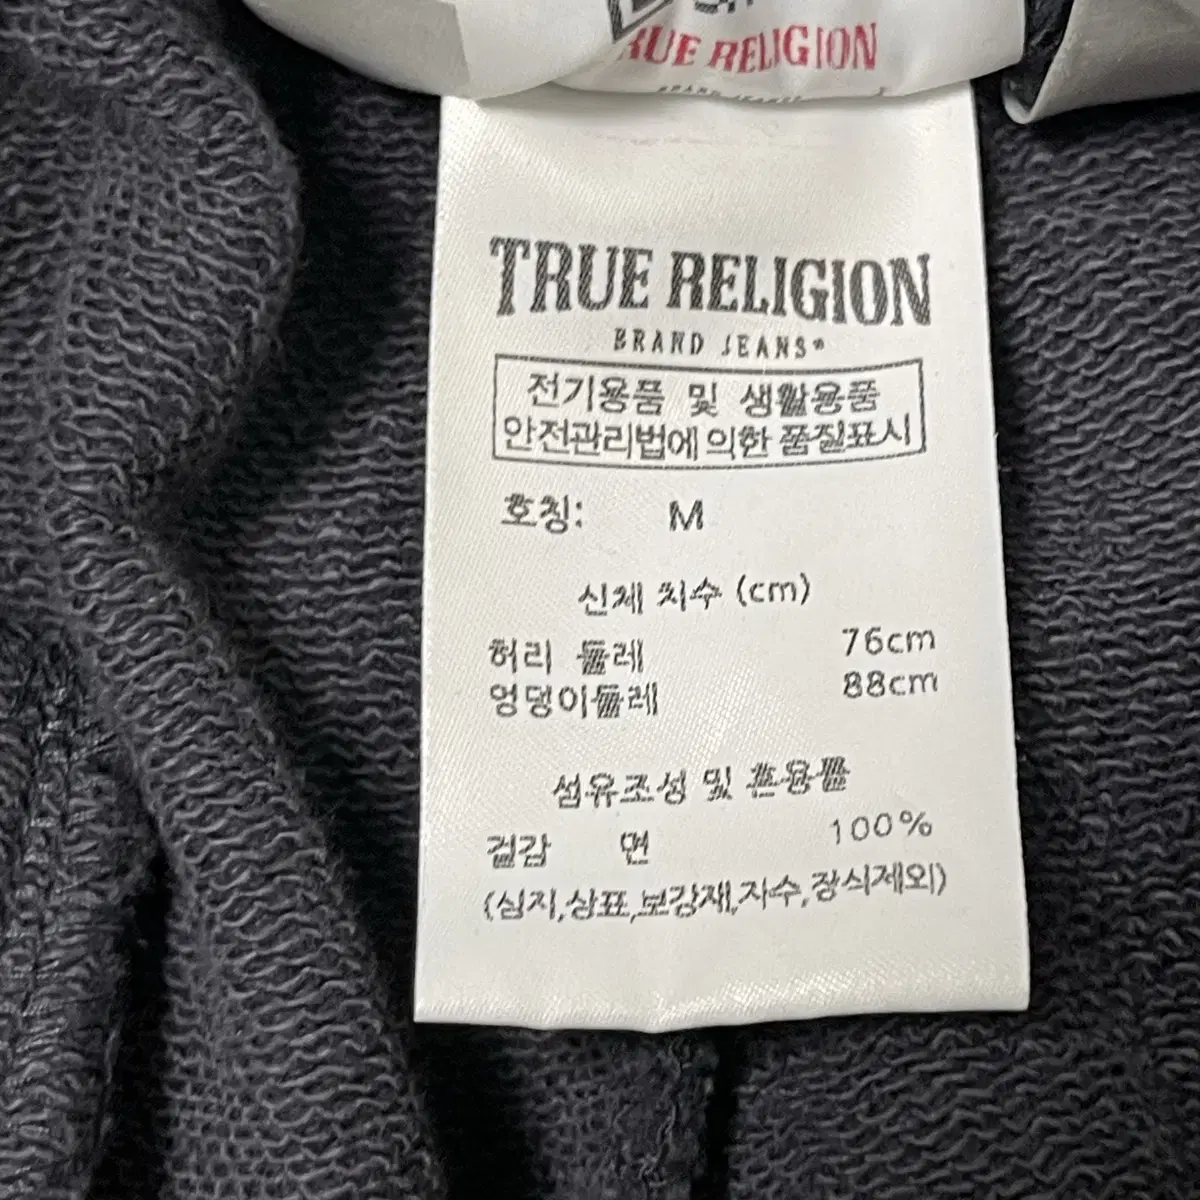 TRUE RELIGION
BRAND JEANS
TRUE RELIGION
BRAND JEANS®
전기용품 및 생활용품
안전관리법에 의한 품질표시
호칭: M
신체 치수 (cm)
허리 둘레 76cm
엉덩이둘레 88cm
섬유조성 및 혼용률
겉감 면 100%
(심지,상표,보강재,자수,장식제외)